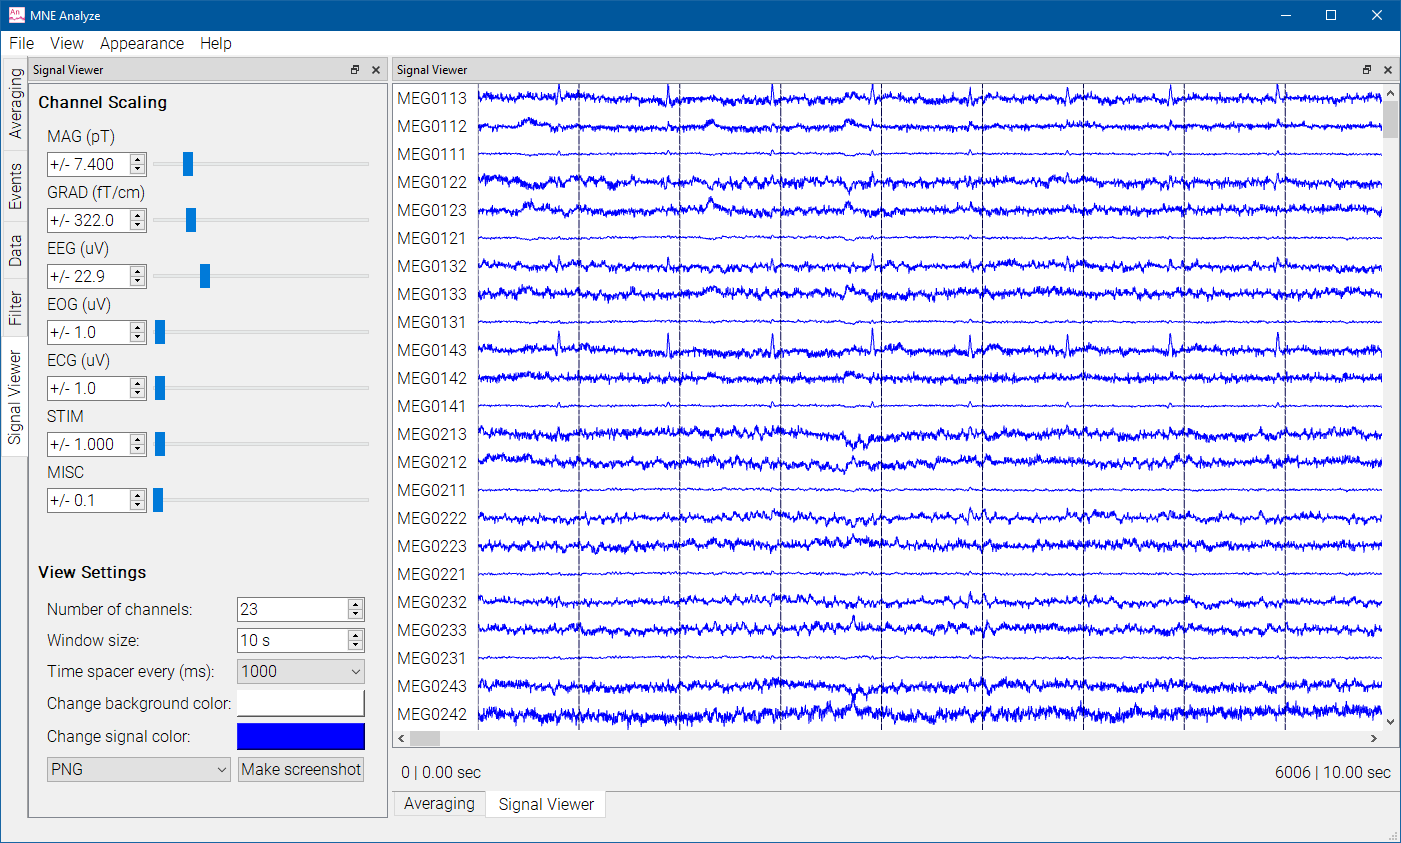 MNE Analyze
File View Appearance Help
Averaging
Events
Data
Filter
Signal Viewer
Signal Viewer
Channel Scaling
MAG (pT)
+/- 7.400
GRAD (fT/cm)
+/- 322.0
EEG (uV)
+/- 22.9
EOG (uV)
+/- 1.0
ECG (uV)
+/- 1.0
STIM
+/- 1.000
MISC
+/- 0.1
View Settings
Number of channels: 23
Window size: 10 s
Time spacer every (ms): 1000
Change background color:
Change signal color:
PNG Make screenshot
Signal Viewer
MEG0113
MEG0112
MEG0111
MEG0122
MEG0123
MEG0121
MEG0132
MEG0133
MEG0131
MEG0143
MEG0142
MEG0141
MEG0213
MEG0212
MEG0211
MEG0222
MEG0223
MEG0221
MEG0232
MEG0233
MEG0231
MEG0243
MEG0242
0 | 0.00 sec 6006 | 10.00 sec
Averaging Signal Viewer